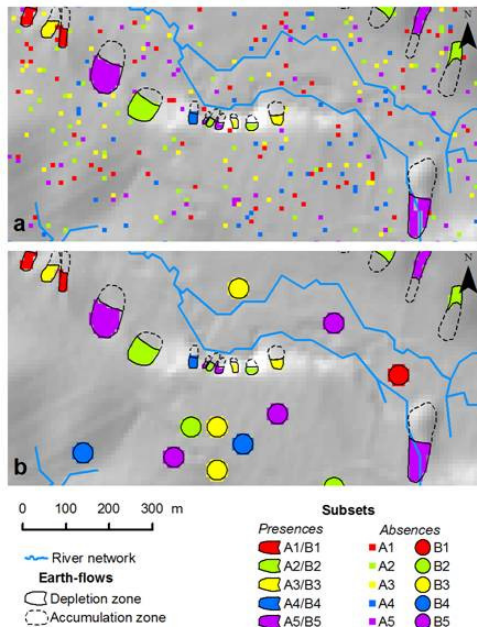 N
a
N
b
0 100 200 300 m
River network
Earth-flows
Depletion zone
Accumulation zone
Subsets
Presences Absences
A1/B1 A1 B1
A2/B2 A2 B2
A3/B3 A3 B3
A4/B4 A4 B4
A5/B5 A5 B5